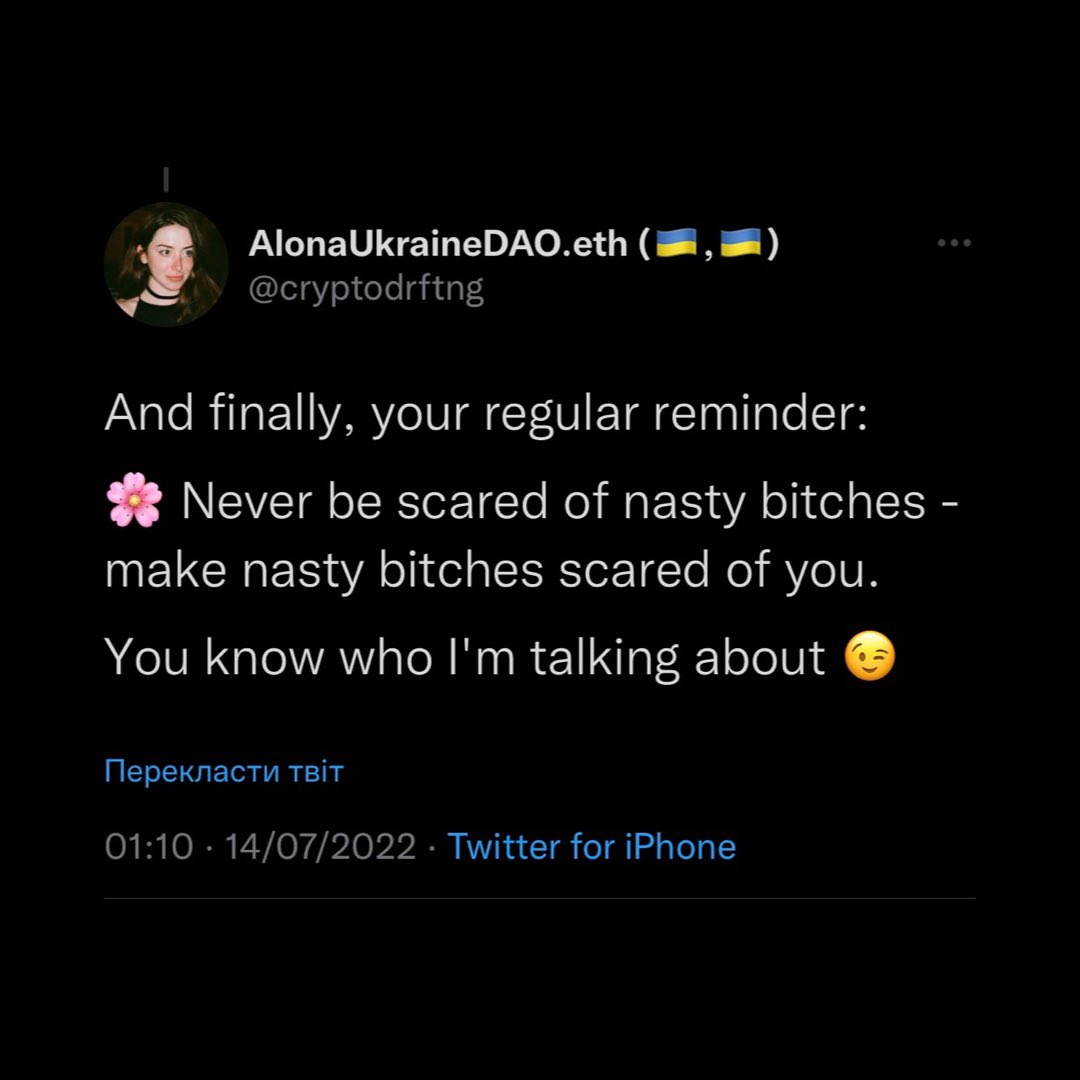 AlonaUkraineDAO.eth (🇺🇦,🇺🇦)
@cryptodrftng
And finally, your regular reminder:
🌸 Never be scared of nasty bitches -
make nasty bitches scared of you.
You know who I'm talking about 😉
Перекласти твіт
01:10 · 14/07/2022 · Twitter for iPhone